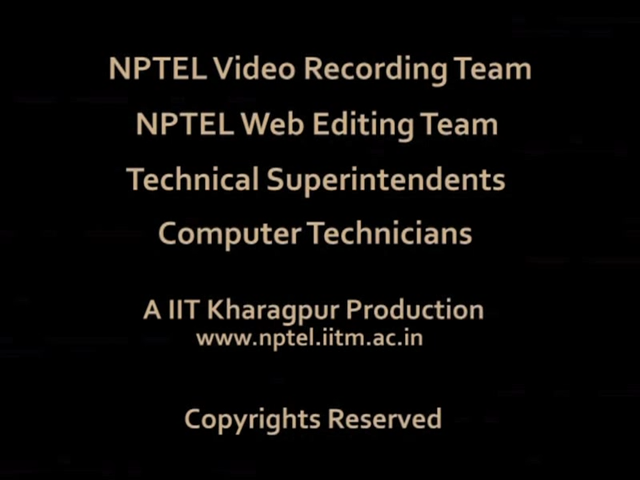 NPTEL Video Recording Team
NPTEL Web Editing Team
Technical Superintendents
Computer Technicians
A IIT Kharagpur Production
www.nptel.iitm.ac.in
Copyrights Reserved